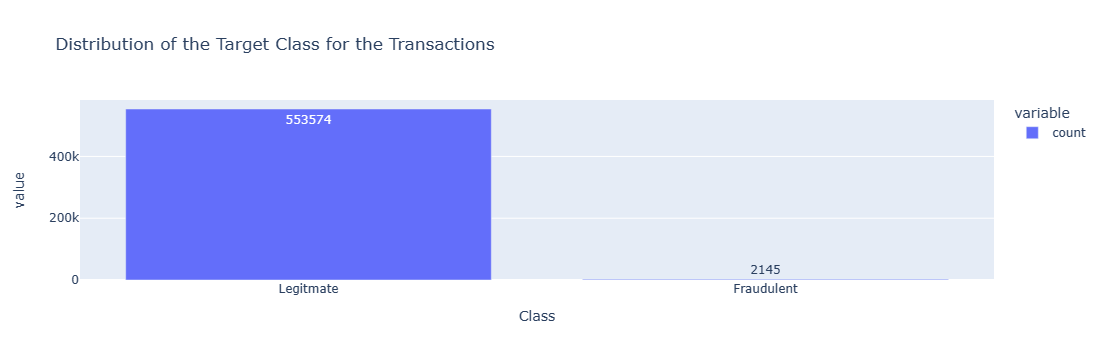 Distribution of the Target Class for the Transactions
variable
count
553574
400k
200k
0
value
2145
Legitmate
Fraudulent
Class